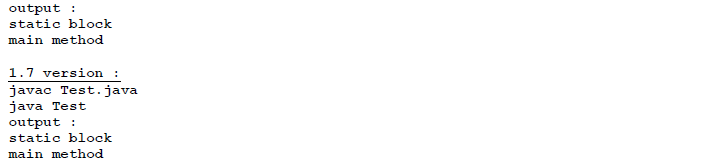 output :
static block
main method
1.7 version :
javac Test.java
java Test
output :
static block
main method